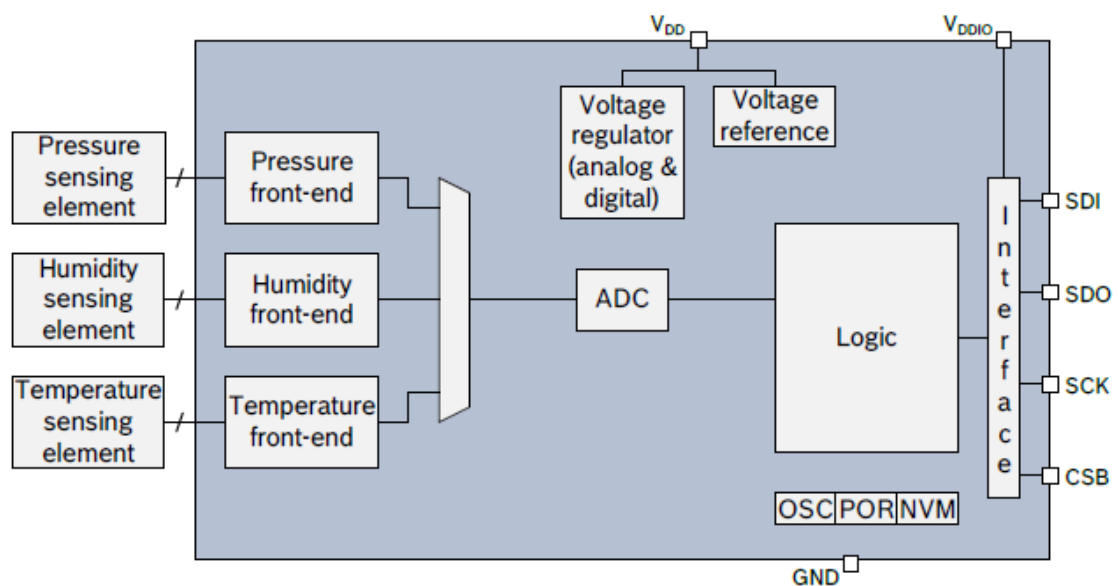 VDD
VDDIO
Voltage
regulator
(analog &
digital)
Voltage
reference
Pressure
sensing
element
Pressure
front-end
Humidity
sensing
element
Humidity
front-end
Temperature
sensing
element
Temperature
front-end
ADC
Logic
Interface
SDI
SDO
SCK
CSB
OSC POR NVM
GND